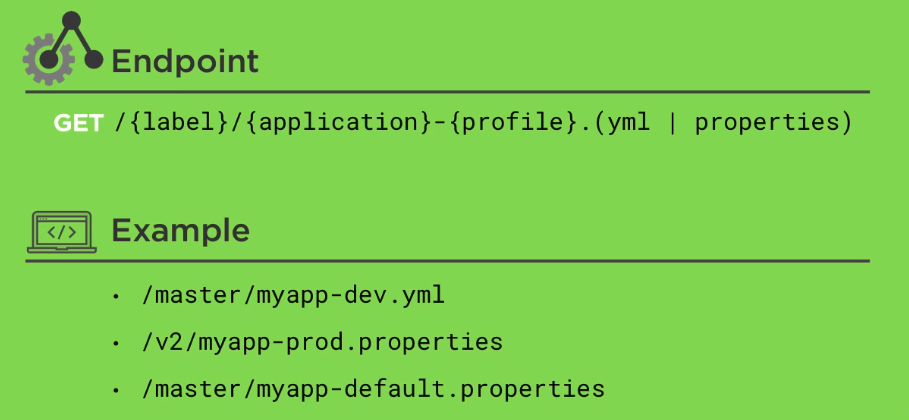 Endpoint
GET /{label}/{application}-{profile}.(yml | properties)
</>
Example
• /master/myapp-dev.yml
• /v2/myapp-prod.properties
• /master/myapp-default.properties